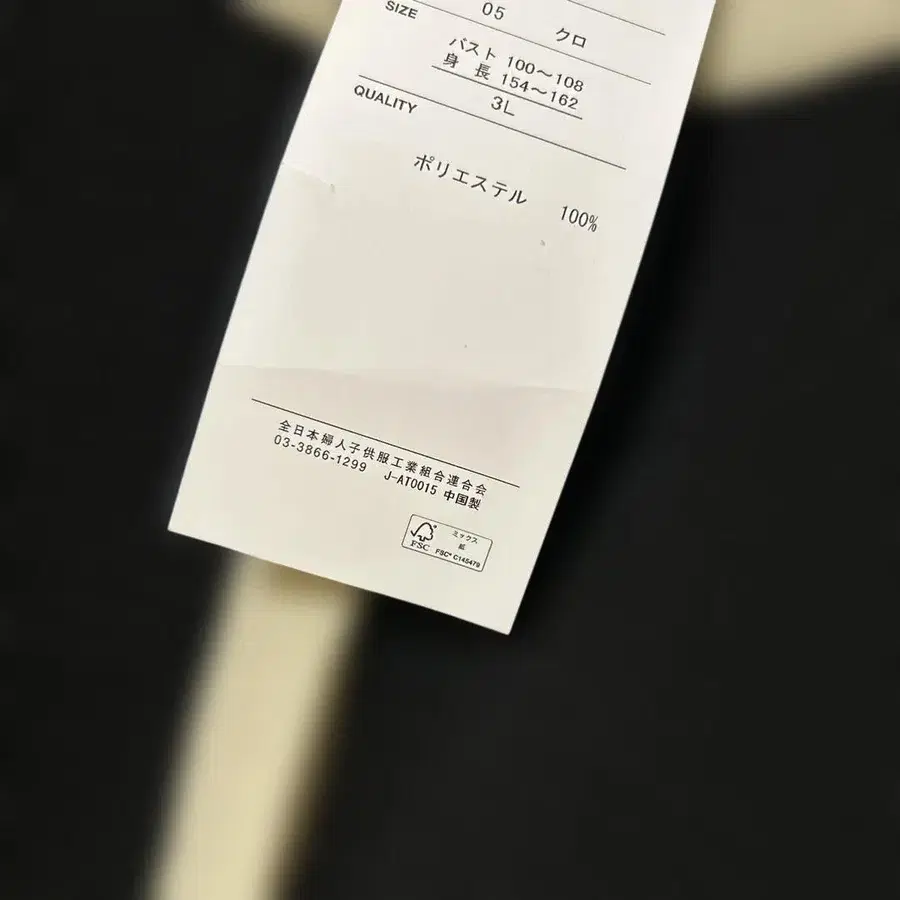 SIZE 05 クロ
バスト 100～108
身 長 154～162
3L
QUALITY
ポリエステル 100%
全日本婦人子供服工業組合連合会
03-3866-1299 J-AT0015 中国製
FSC
ミックス
紙
FSC® C145479